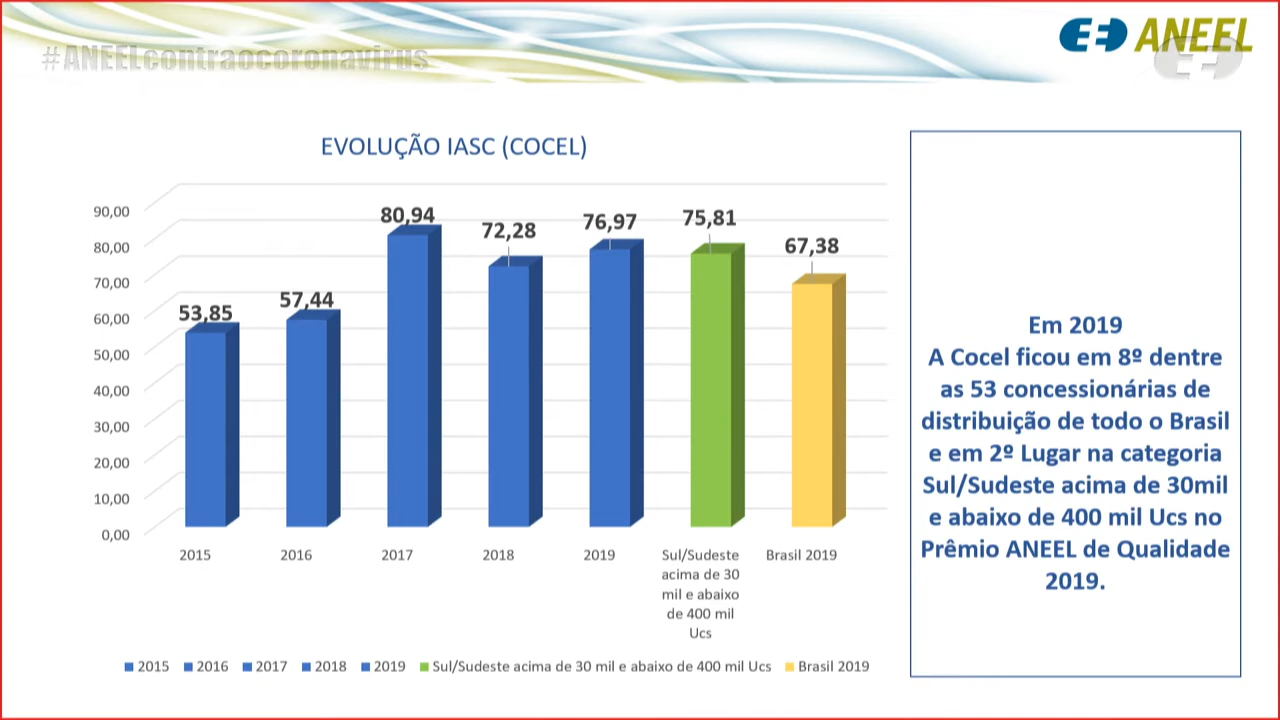 #ANEELcontraocoronavirus
ANEEL
EVOLUÇÃO IASC (COCEL)
90,00
80,00
70,00
60,00
50,00
40,00
30,00
20,00
10,00
0,00
53,85
57,44
80,94
72,28
76,97
75,81
67,38
2015
2016
2017
2018
2019
Sul/Sudeste
acima de 30
mil e abaixo
de 400 mil
Ucs
Brasil 2019
2015 2016 2017 2018 2019 Sul/Sudeste acima de 30 mil e abaixo de 400 mil Ucs Brasil 2019
Em 2019
A Cocel ficou em 8º dentre
as 53 concessionárias de
distribuição de todo o Brasil
e em 2º Lugar na categoria
Sul/Sudeste acima de 30mil
e abaixo de 400 mil Ucs no
Prêmio ANEEL de Qualidade
2019.